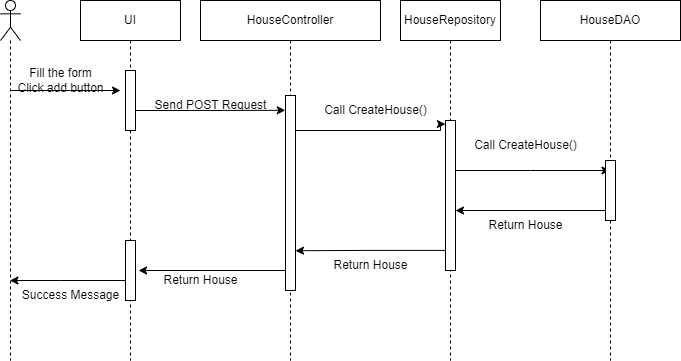 UI
HouseController
HouseRepository
HouseDAO
Fill the form
Click add button
Send POST Request
Call CreateHouse()
Call CreateHouse()
Return House
Return House
Return House
Success Message